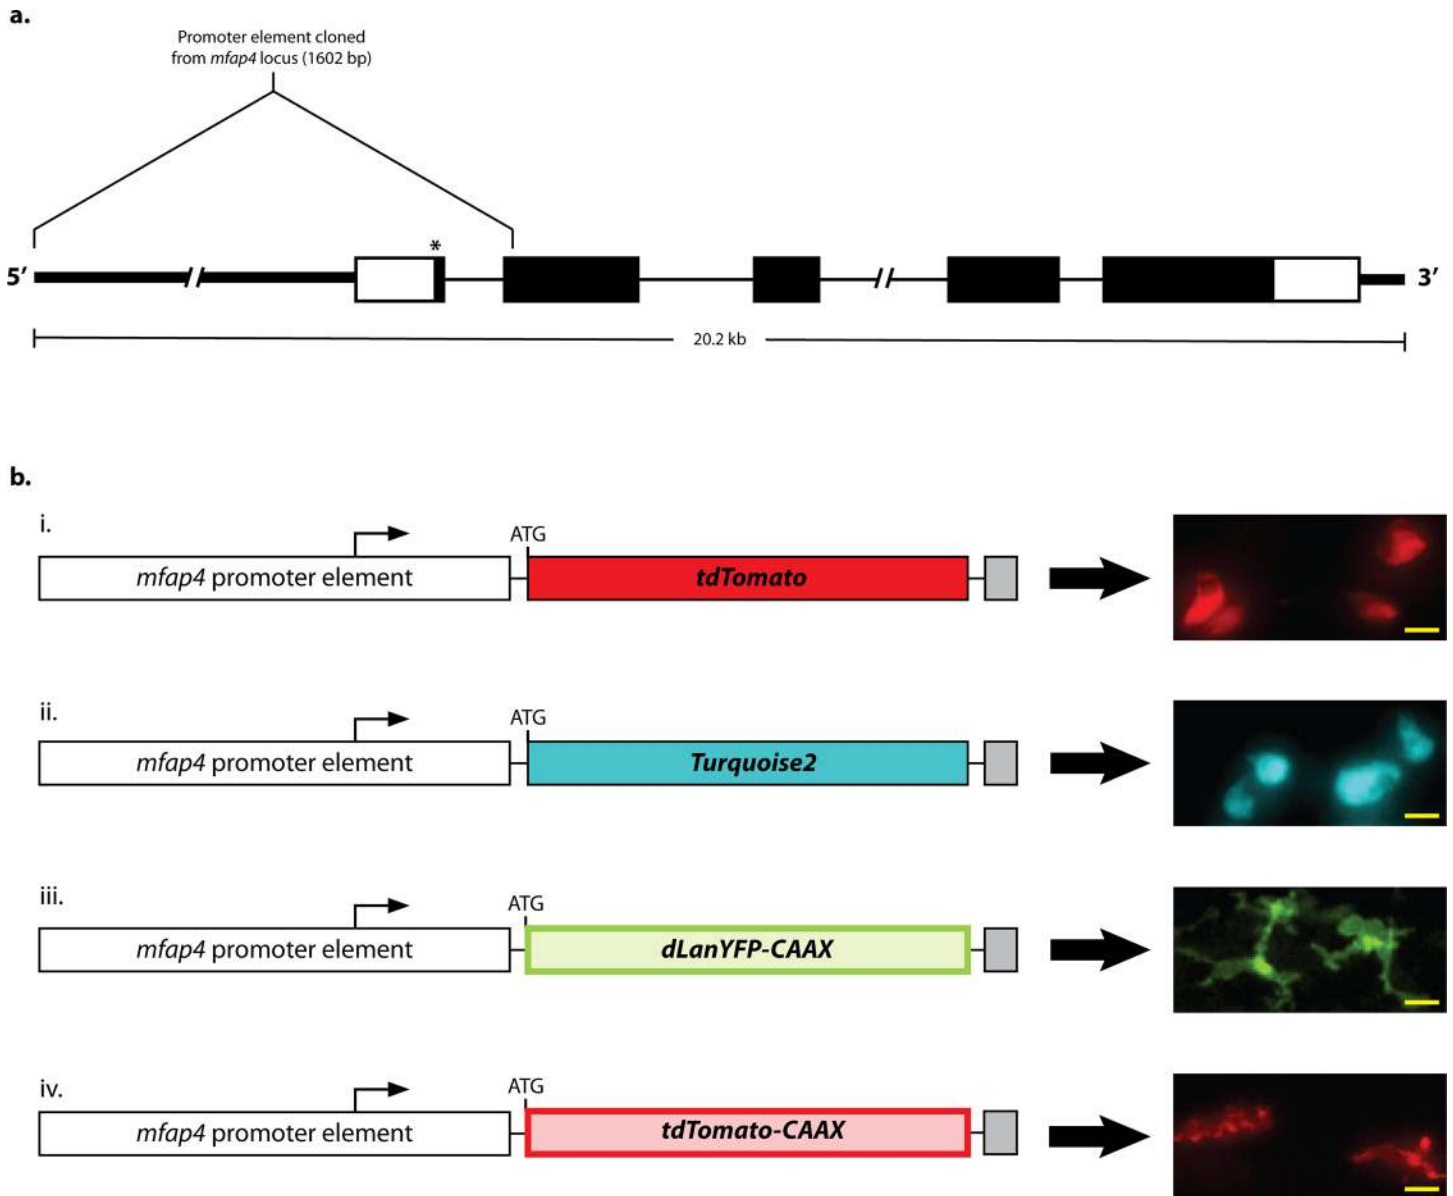 a.
Promoter element cloned
from mfap4 locus (1602 bp)
*
5’
3’
20.2 kb
b.
i.
ATG
mfap4 promoter element
tdTomato
ii.
ATG
mfap4 promoter element
Turquoise2
iii.
ATG
mfap4 promoter element
dLanYFP-CAAX
iv.
ATG
mfap4 promoter element
tdTomato-CAAX